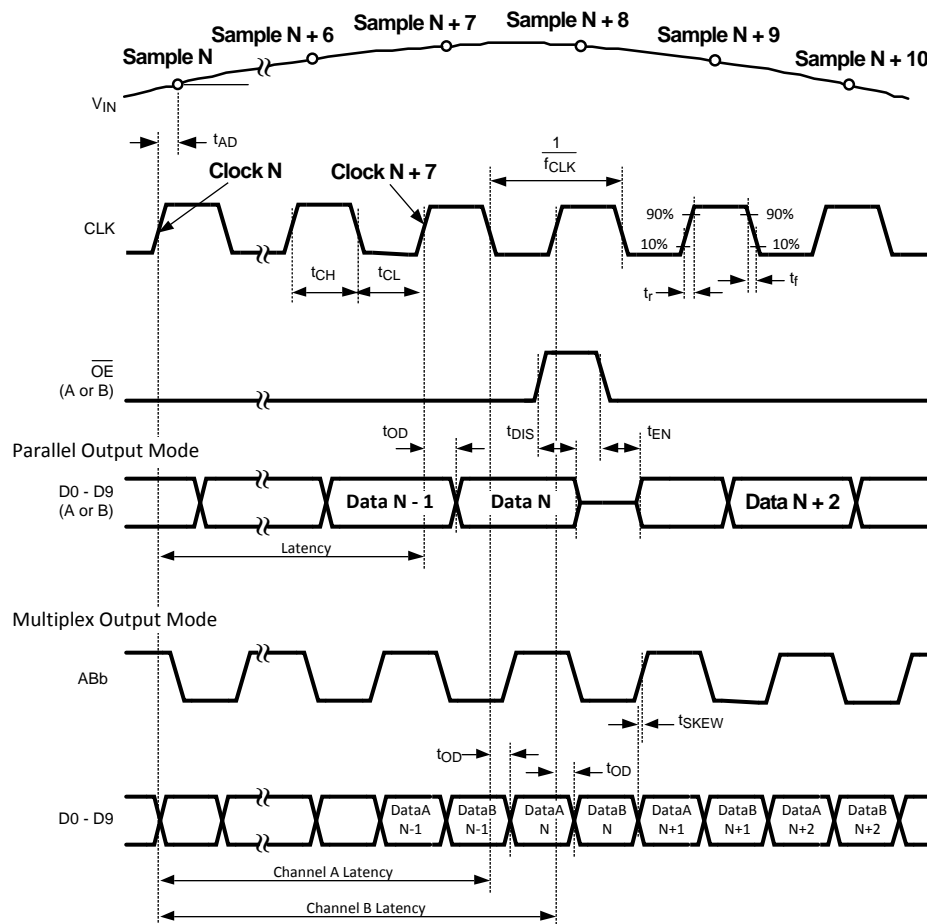 Sample N
Sample N + 6
Sample N + 7
Sample N + 8
Sample N + 9
Sample N + 10
VIN
tAD
Clock N
Clock N + 7
1
fCLK
CLK
90%
90%
10%
10%
tCH
tCL
tr
tf
OE
(A or B)
tOD
tDIS
tEN
Parallel Output Mode
D0 - D9
(A or B)
Data N - 1
Data N
Data N + 2
Latency
Multiplex Output Mode
ABb
tSKEW
tOD
tOD
D0 - D9
DataA
N-1
DataB
N-1
DataA
N
DataB
N
DataA
N+1
DataB
N+1
DataA
N+2
DataB
N+2
Channel A Latency
Channel B Latency